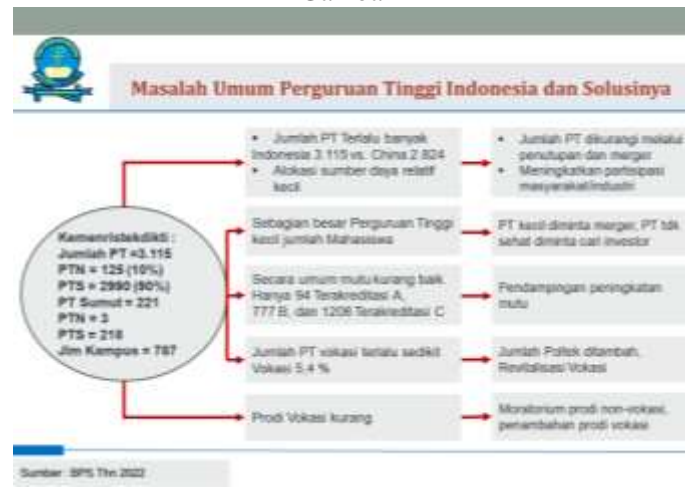 Masalah Umum Perguruan Tinggi Indonesia dan Solusinya
Kemenristekdikti :
Jumlah PT =3.115
PTN = 125 (10%)
PTS = 2990 (90%)
PT Sumut = 221
PTN = 3
PTS = 218
Jlm Kampus = 787
• Jumlah PT Terlalu banyak
Indonesia 3.115 vs. China 2.824
• Alokasi sumber daya relatif
kecil
• Jumlah PT dikurangi melalui
penutupan dan merger
• Meningkatkan partisipasi
masyarakat/industri
Sebagian besar Perguruan Tinggi
kecil jumlah Mahasiswa
PT kecil diminta merger, PT tdk
sehat diminta cari investor
Secara umum mutu kurang baik
Hanya 94 Terakreditasi A,
777 B, dan 1206 Terakreditasi C
Pendampingan peningkatan
mutu
Jumlah PT vokasi terlalu sedikit
Vokasi 5,4 %
Jumlah Poltek ditambah,
Revitalisasi Vokasi
Prodi Vokasi kurang
Moratorium prodi non-vokasi,
penambahan prodi vokasi
Sumber : BPS Thn 2022